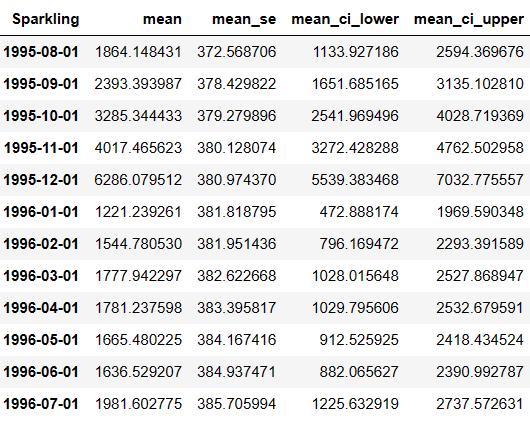 Sparkling mean mean_se mean_ci_lower mean_ci_upper
1995-08-01 1864.148431 372.568706 1133.927186 2594.369676
1995-09-01 2393.393987 378.429822 1651.685165 3135.102810
1995-10-01 3285.344433 379.279896 2541.969496 4028.719369
1995-11-01 4017.465623 380.128074 3272.428288 4762.502958
1995-12-01 6286.079512 380.974370 5539.383468 7032.775557
1996-01-01 1221.239261 381.818795 472.888174 1969.590348
1996-02-01 1544.780530 381.951436 796.169472 2293.391589
1996-03-01 1777.942297 382.622668 1028.015648 2527.868947
1996-04-01 1781.237598 383.395817 1029.795606 2532.679591
1996-05-01 1665.480225 384.167416 912.525925 2418.434524
1996-06-01 1636.529207 384.937471 882.065627 2390.992787
1996-07-01 1981.602775 385.705994 1225.632919 2737.572631